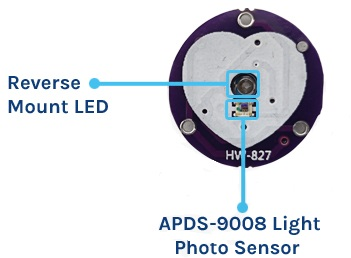 Reverse
Mount LED
HW-827
APDS-9008 Light
Photo Sensor